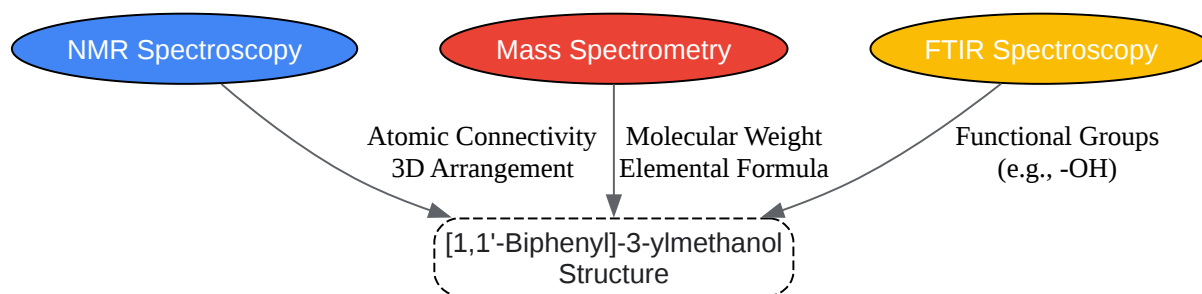 NMR Spectroscopy
Mass Spectrometry
FTIR Spectroscopy
Atomic Connectivity
3D Arrangement
Molecular Weight
Elemental Formula
Functional Groups
(e.g., -OH)
[1,1'-Biphenyl]-3-ylmethanol
Structure